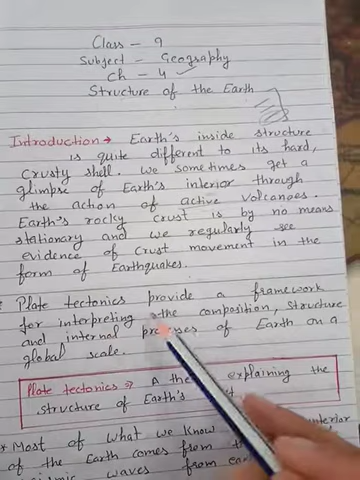 Class - 9
Subject - Geography
Ch - 4
Structure of the Earth
Introduction → Earth's inside structure
is quite different to its hard,
crusty shell. We sometimes get a
glimpse of Earth's interior through
the action of active volcanoes.
Earth's rocky crust is by no means
stationary and we regularly see
evidence of crust movement in the
form of Earthquakes.
Plate tectonics provide a framework
for interpreting the composition, structure
and internal of Earth on a
global scale.
Plate tectonics → A explaining the
structure of Earth's
* Most of what we know interior
of the Earth comes from
waves from